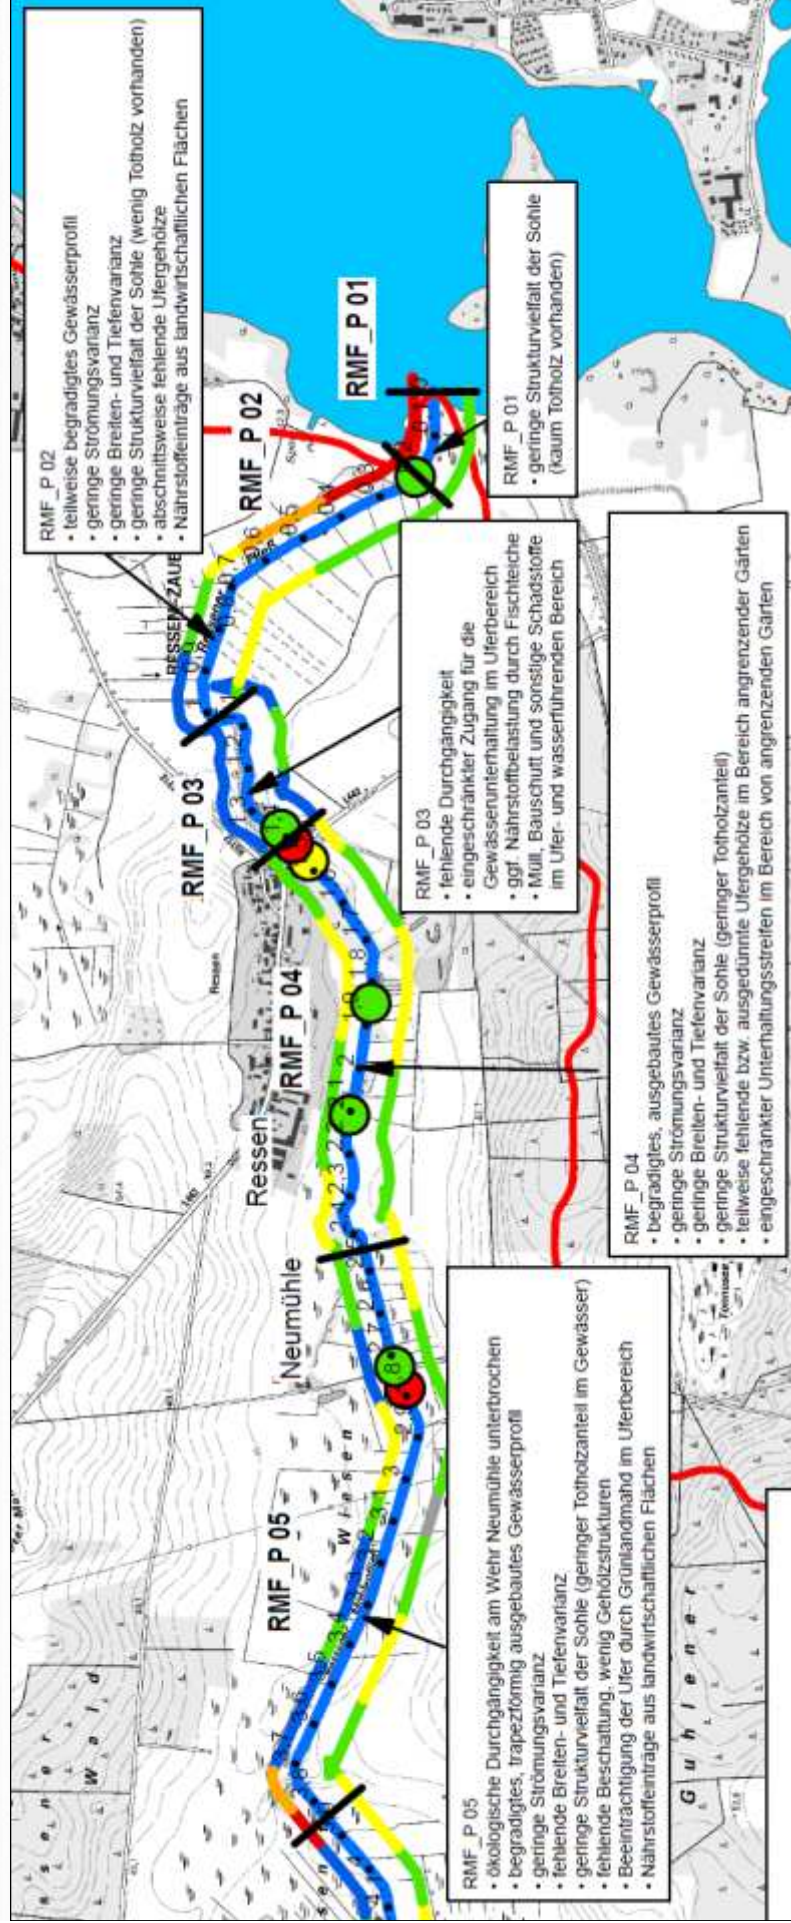 RMF_P 02
• teilweise begradigtes Gewässerprofil
• geringe Strömungsvarianz
• geringe Breiten- und Tiefenvarianz
• geringe Strukturvielfalt der Sohle (wenig Totholz vorhanden)
• abschnittsweise fehlende Ufergehölze
• Nährstoffeinträge aus landwirtschaftlichen Flächen
RMF_P 01
RMF_P 02
RMF_P 03
RMF_P 04
RMF_P 05
Ressen
Neumühle
Ressen
Wiesen
Wald
Guhlener
RMF_P 01
• geringe Strukturvielfalt der Sohle
(kaum Totholz vorhanden)
RMF_P 03
• fehlende Durchgängigkeit
• eingeschränkter Zugang für die
Gewässerunterhaltung im Uferbereich
• ggf. Nährstoffbelastung durch Fischteiche
• Müll, Bauschutt und sonstige Schadstoffe
im Ufer- und wasserführenden Bereich
RMF_P 04
• begradigtes, ausgebautes Gewässerprofil
• geringe Strömungsvarianz
• geringe Breiten- und Tiefenvarianz
• geringe Strukturvielfalt der Sohle (geringer Totholzanteil)
• teilweise fehlende bzw. ausgedünnte Ufergehölze im Bereich angrenzender Gärten
• eingeschränkter Unterhaltungsstreifen im Bereich von angrenzenden Gärten
RMF_P 05
• ökologische Durchgängigkeit am Wehr Neumühle unterbrochen
• begradigtes, trapezförmig ausgebautes Gewässerprofil
• geringe Strömungsvarianz
• fehlende Breiten- und Tiefenvarianz
• geringe Strukturvielfalt der Sohle (geringer Totholzanteil im Gewässer)
• fehlende Beschattung, wenig Gehölzstrukturen
• Beeinträchtigung der Ufer durch Grünlandmahd im Uferbereich
• Nährstoffeinträge aus landwirtschaftlichen Flächen